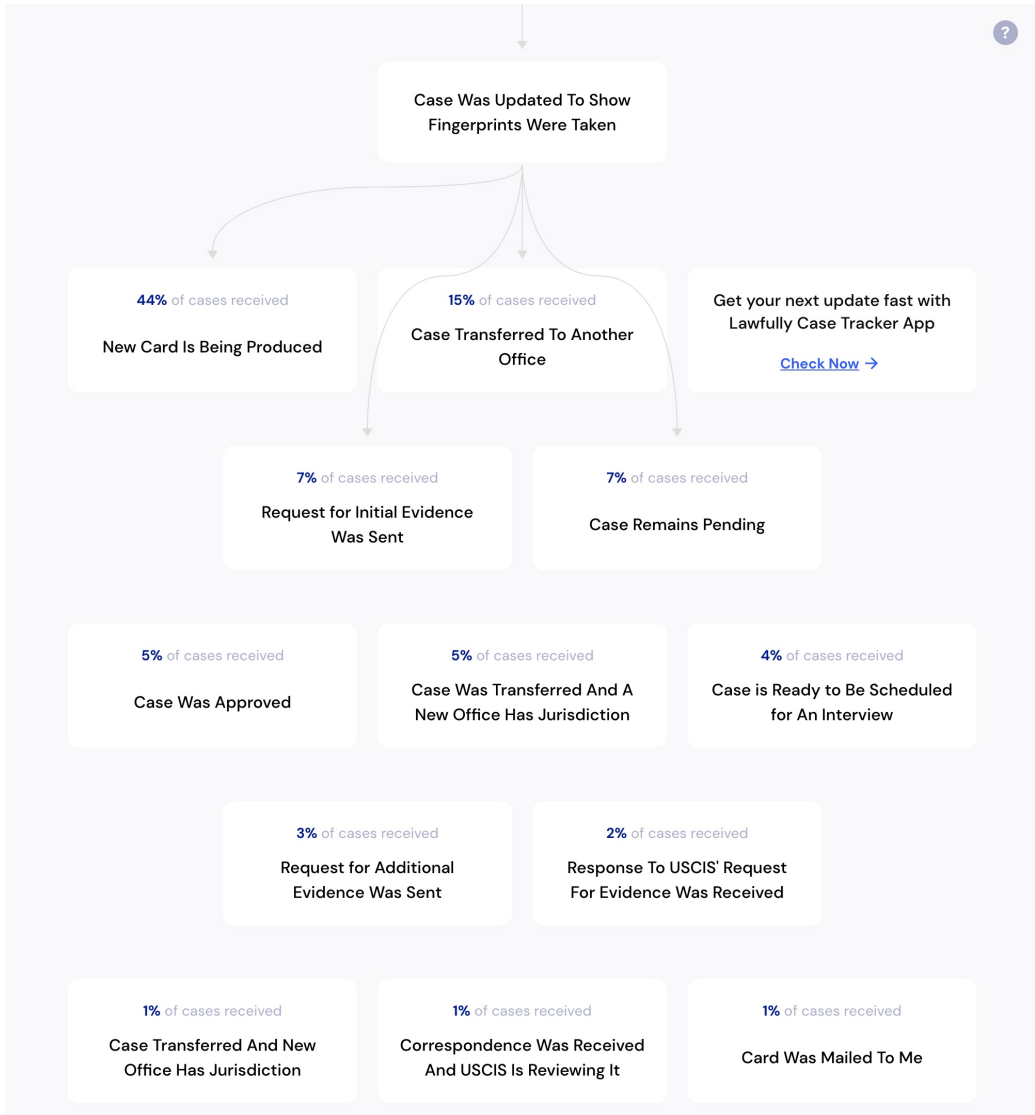 ?
Case Was Updated To Show
Fingerprints Were Taken
44% of cases received
New Card Is Being Produced
15% of cases received
Case Transferred To Another
Office
Get your next update fast with
Lawfully Case Tracker App
Check Now →
7% of cases received
Request for Initial Evidence
Was Sent
7% of cases received
Case Remains Pending
5% of cases received
Case Was Approved
5% of cases received
Case Was Transferred And A
New Office Has Jurisdiction
4% of cases received
Case is Ready to Be Scheduled
for An Interview
3% of cases received
Request for Additional
Evidence Was Sent
2% of cases received
Response To USCIS' Request
For Evidence Was Received
1% of cases received
Case Transferred And New
Office Has Jurisdiction
1% of cases received
Correspondence Was Received
And USCIS Is Reviewing It
1% of cases received
Card Was Mailed To Me